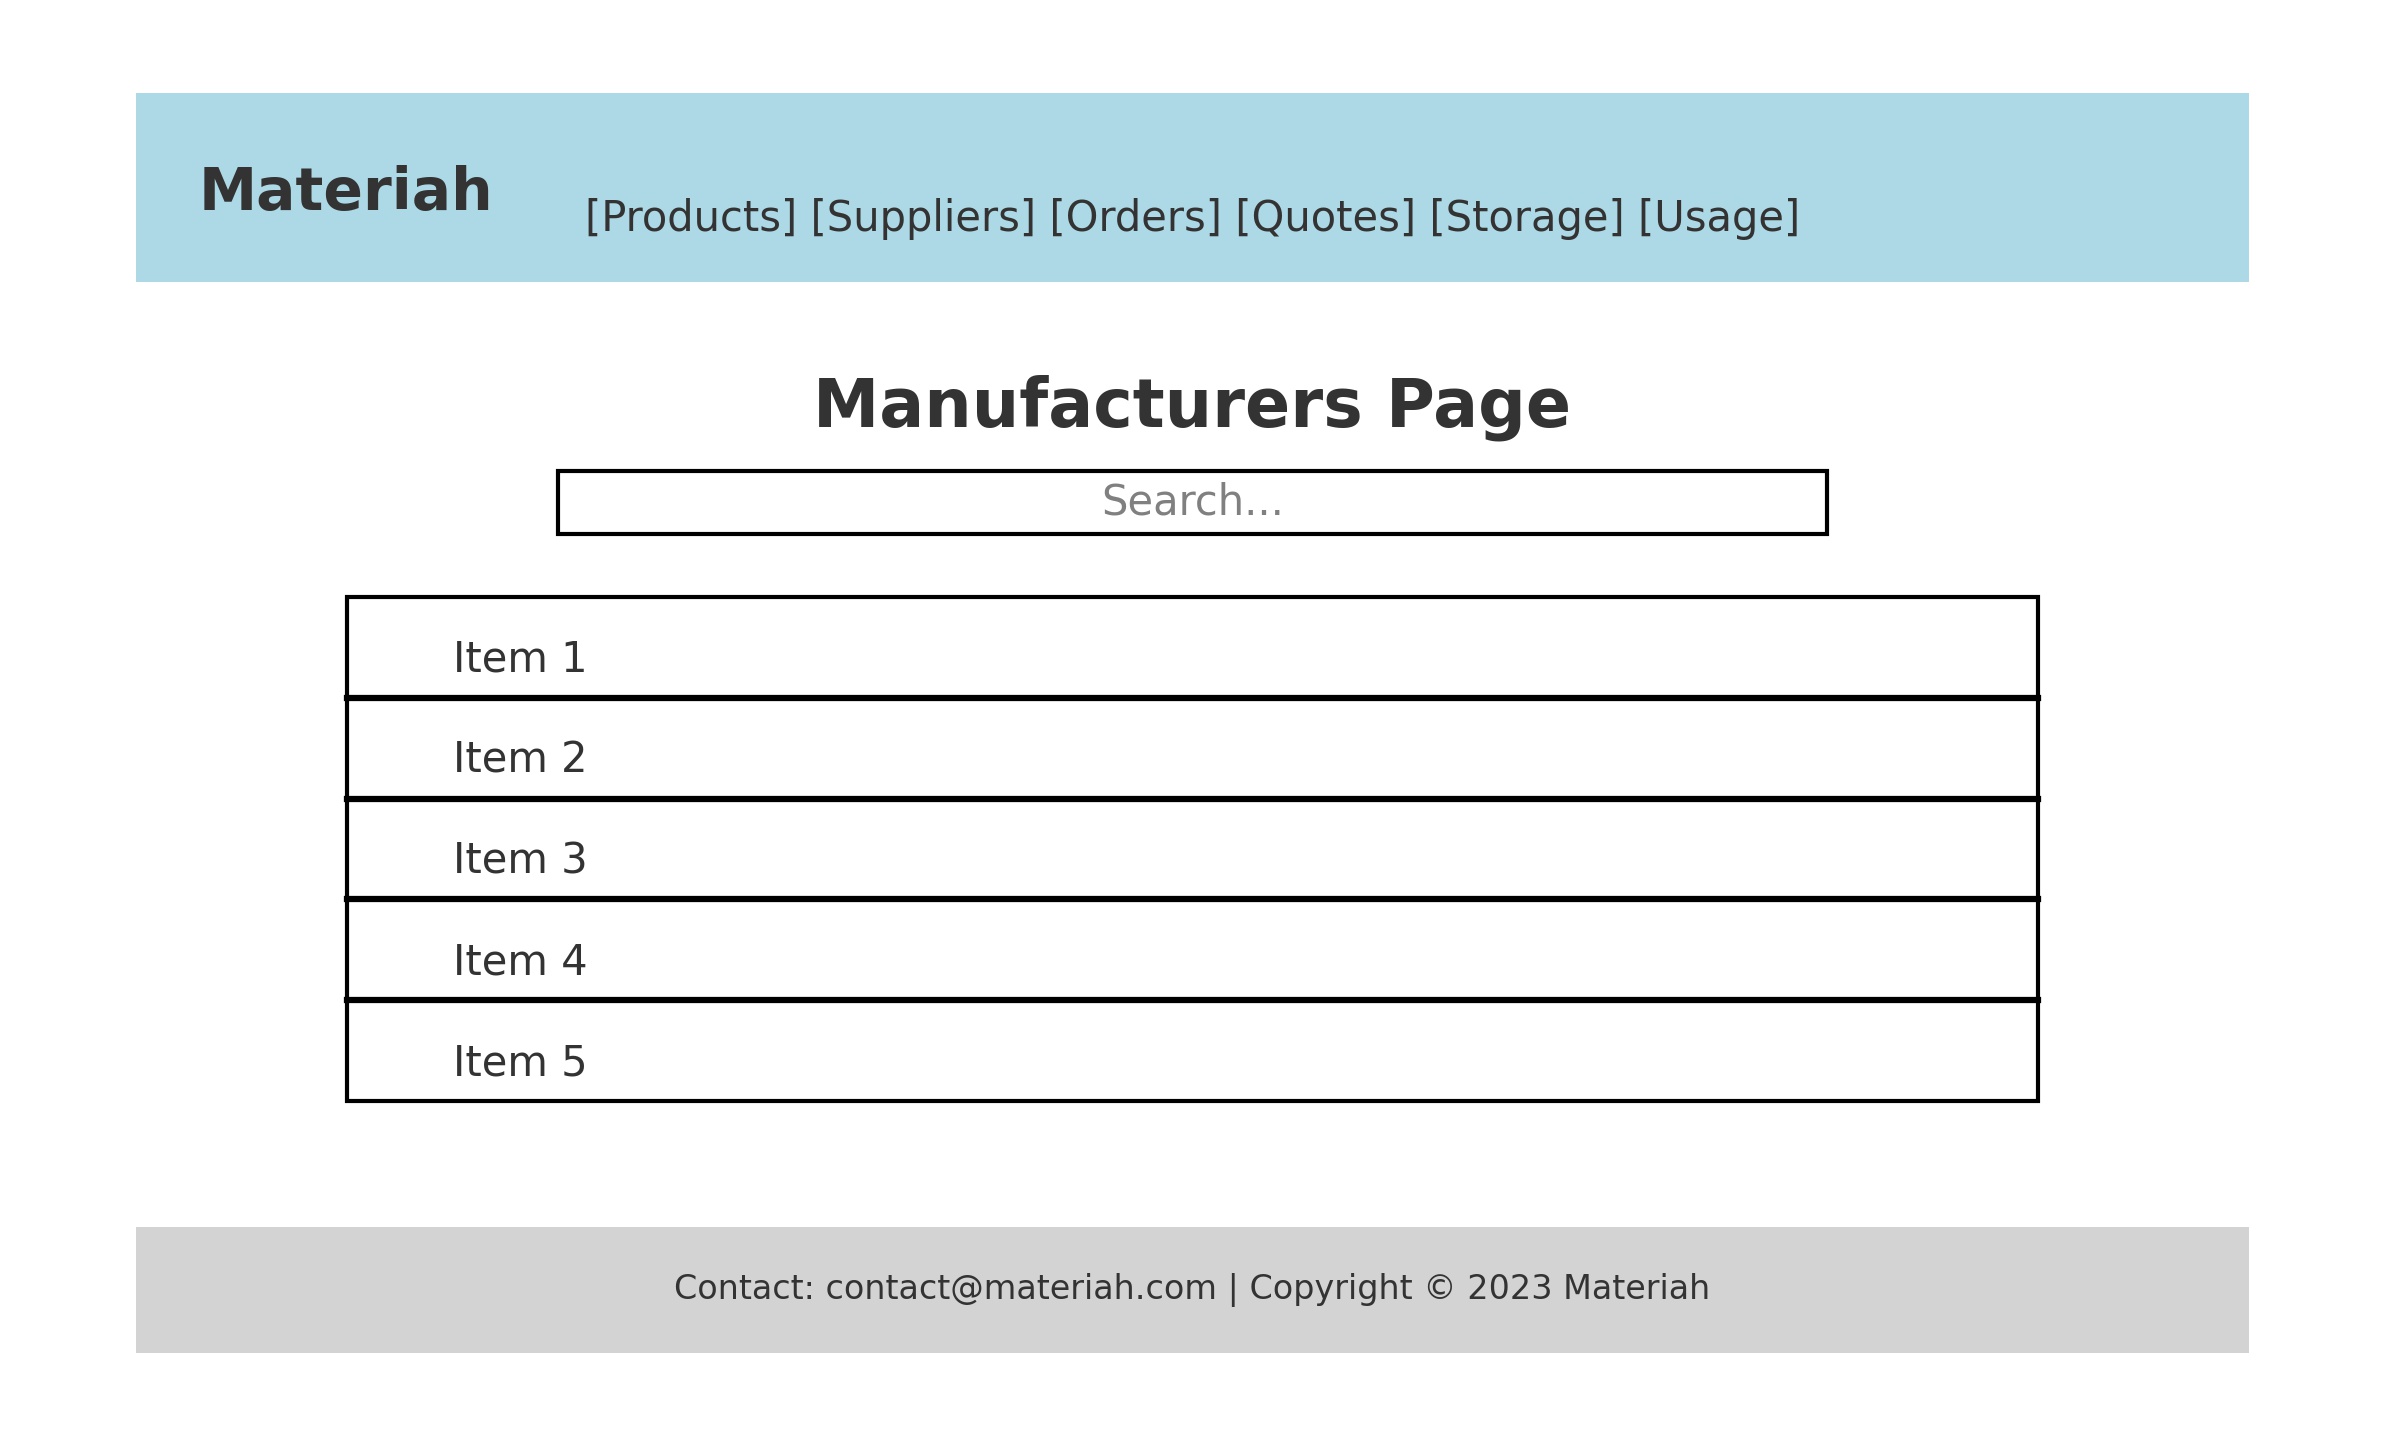 Materiah
[Products] [Suppliers] [Orders] [Quotes] [Storage] [Usage]
Manufacturers Page
Search...
Item 1
Item 2
Item 3
Item 4
Item 5
Contact: contact@materiah.com | Copyright © 2023 Materiah